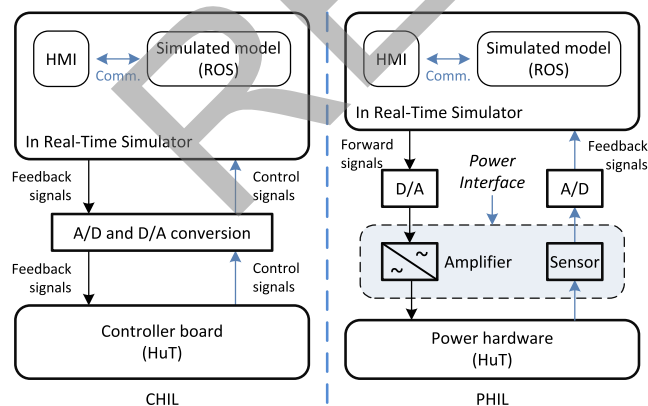 HMI
Comm.
Simulated model
(ROS)
In Real-Time Simulator
Feedback
signals
Control
signals
A/D and D/A conversion
Feedback
signals
Control
signals
Controller board
(HuT)
CHIL
HMI
Comm.
Simulated model
(ROS)
In Real-Time Simulator
Forward
signals
Power
Interface
Feedback
signals
D/A
A/D
~
~
Amplifier
Sensor
Power hardware
(HuT)
PHIL